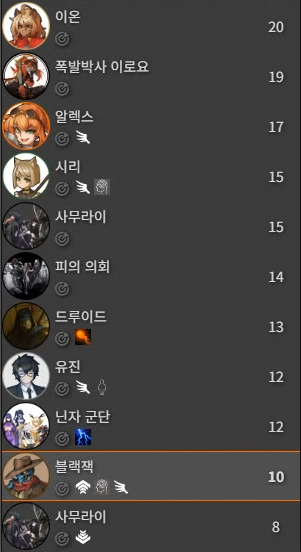 이온
20
폭발박사 이로요
19
알렉스
17
시리
15
사무라이
15
피의 의회
14
드루이드
13
유진
12
닌자 군단
12
블랙잭
10
사무라이
8